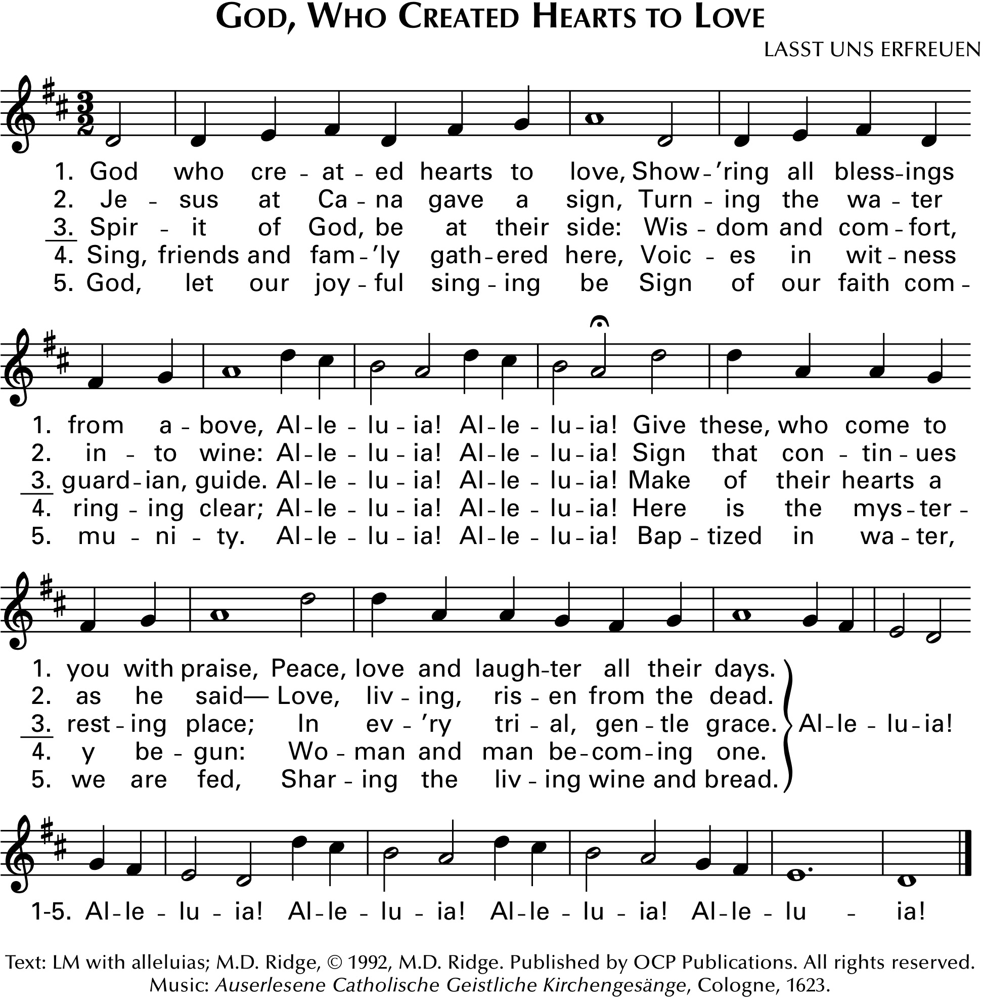 God, Who Created Hearts to Love
LASST UNS ERFREUEN
3
2
1. God who cre - at - ed hearts to love, Show-’ring all bless-ings
2. Je - sus at Ca - na gave a sign, Turn - ing the wa - ter
3. Spir - it of God, be at their side: Wis - dom and com - fort,
4. Sing, friends and fam-’ly gath-ered here, Voic - es in wit - ness
5. God, let our joy - ful sing - ing be Sign of our faith com -
1. from a - bove, Al-le - lu - ia! Al-le - lu-ia! Give these, who come to
2. in - to wine: Al-le - lu - ia! Al-le - lu-ia! Sign that con - tin - ues
3. guard-ian, guide. Al-le - lu - ia! Al-le - lu-ia! Make of their hearts a
4. ring - ing clear; Al-le - lu - ia! Al-le - lu-ia! Here is the mys-ter -
5. mu - ni - ty. Al-le - lu - ia! Al-le - lu-ia! Bap - tized in wa - ter,
1. you with praise, Peace, love and laugh-ter all their days.
2. as he said— Love, liv - ing, ris - en from the dead.
3. rest - ing place; In ev - ’ry tri - al, gen - tle grace. Al-le - lu-ia!
4. y be - gun: Wo - man and man be-com-ing one.
5. we are fed, Shar - ing the liv - ing wine and bread.
1-5. Al-le - lu - ia! Al-le - lu - ia! Al-le - lu - ia! Al-le - lu - ia!
Text: LM with alleluias; M.D. Ridge, © 1992, M.D. Ridge. Published by OCP Publications. All rights reserved.
Music: Auserlesene Catholische Geistliche Kirchengesänge, Cologne, 1623.